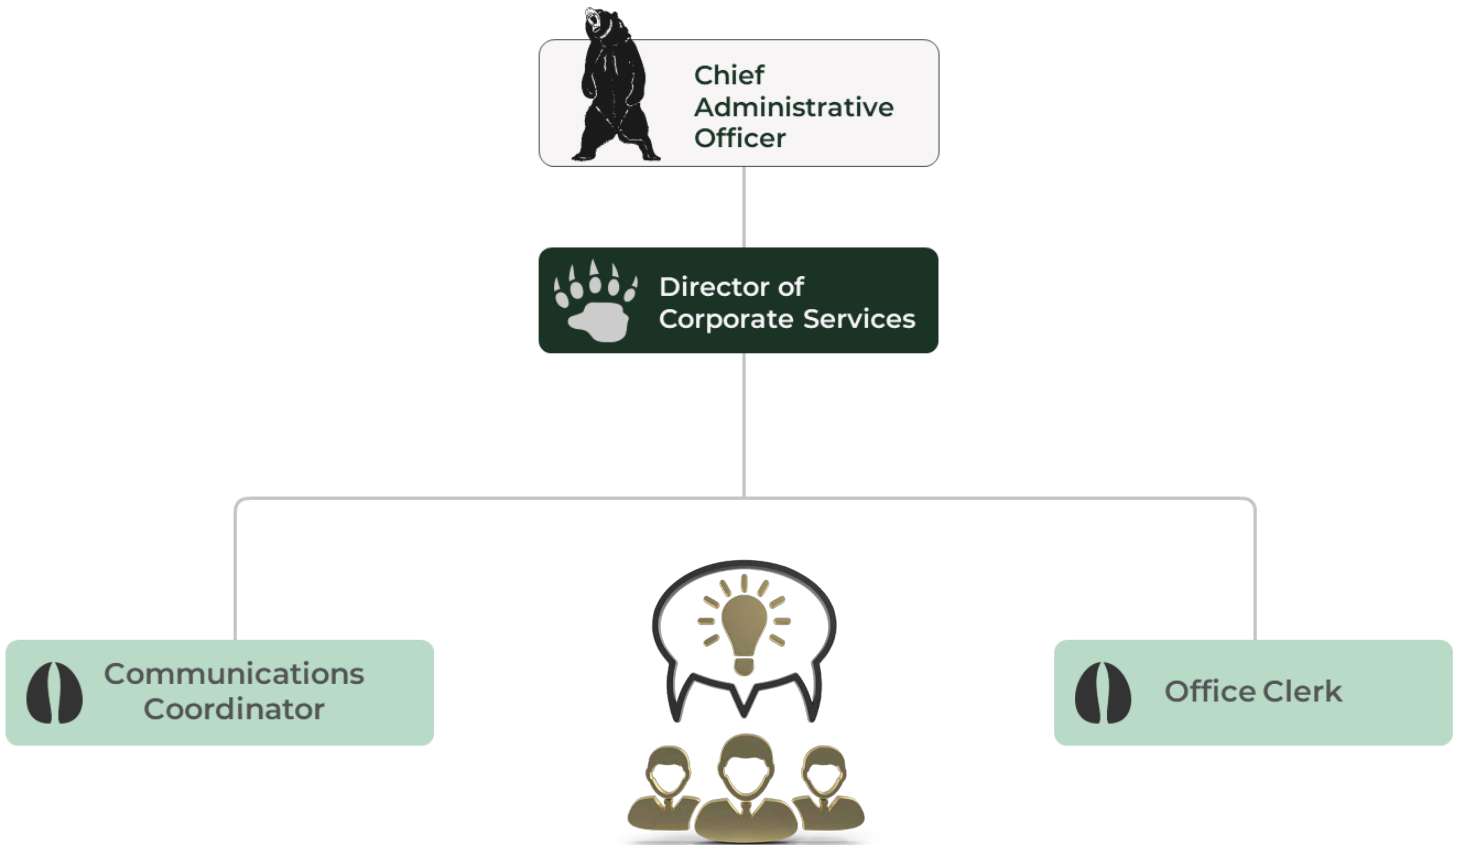 Chief
Administrative
Officer
Director of
Corporate Services
Communications
Coordinator
Office Clerk